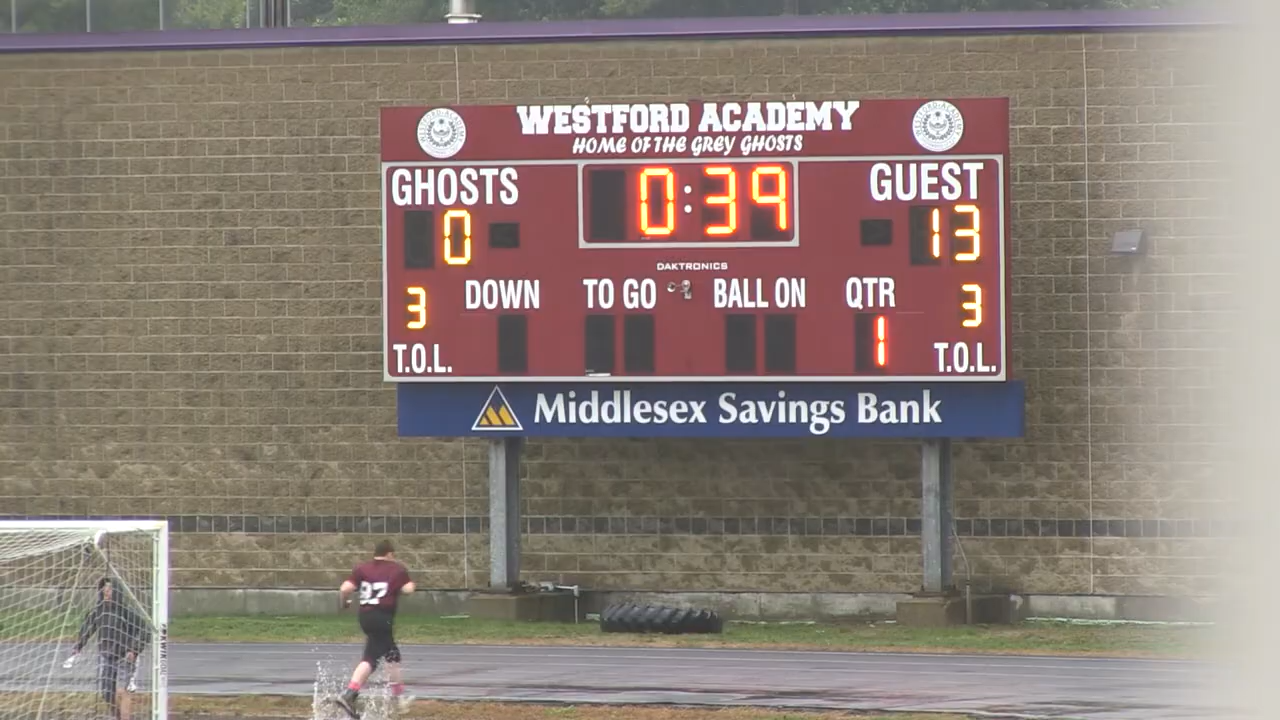 WESTFORD ACADEMY
HOME OF THE GREY GHOSTS
GHOSTS 0:39 GUEST
0 13
DAKTRONICS
3 DOWN TO GO BALL ON QTR 3
1
T.O.L. T.O.L.
Middlesex Savings Bank